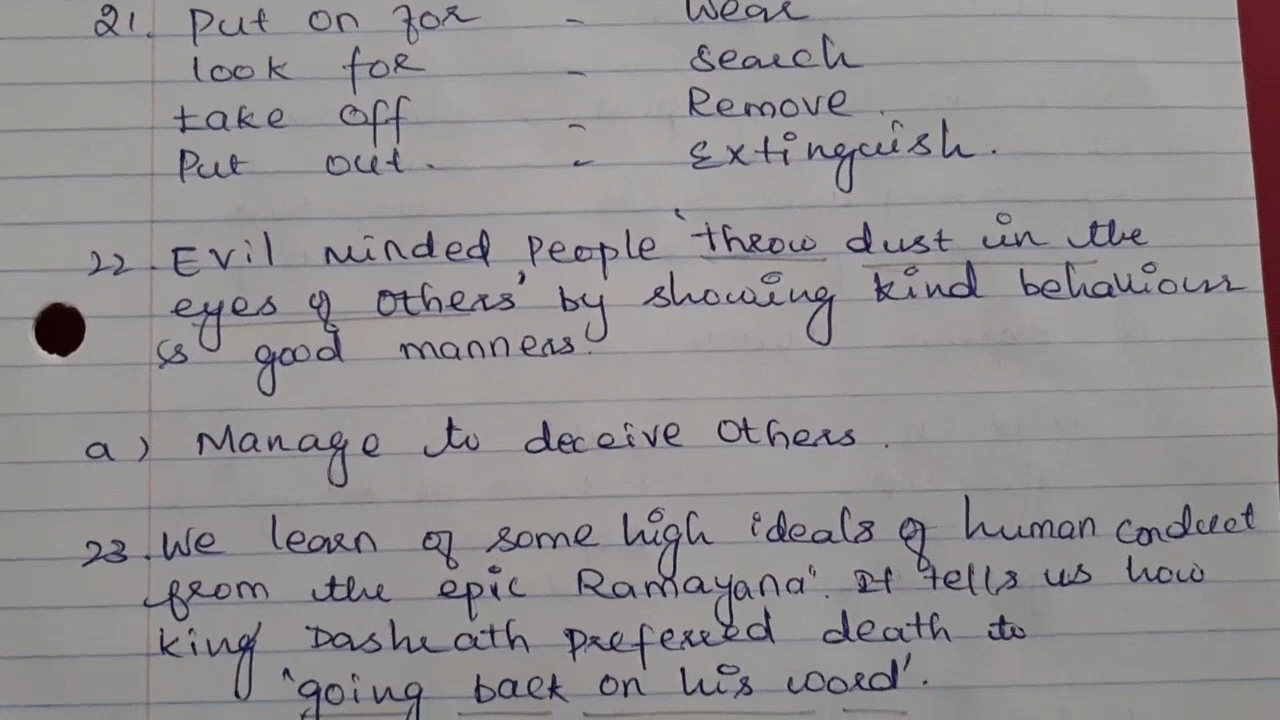 21. Put on for - Wear
look for - Search
take off - Remove.
Put out. - Extinguish.
22. Evil minded people 'throw dust in the
eyes of others' by showing kind behaviour
is good manners.
a) Manage to deceive others.
23. We learn of some high ideals of human conduct
from the epic Ramayana". It tells us how
king Dashrath preferred death to
'going back on his word'.